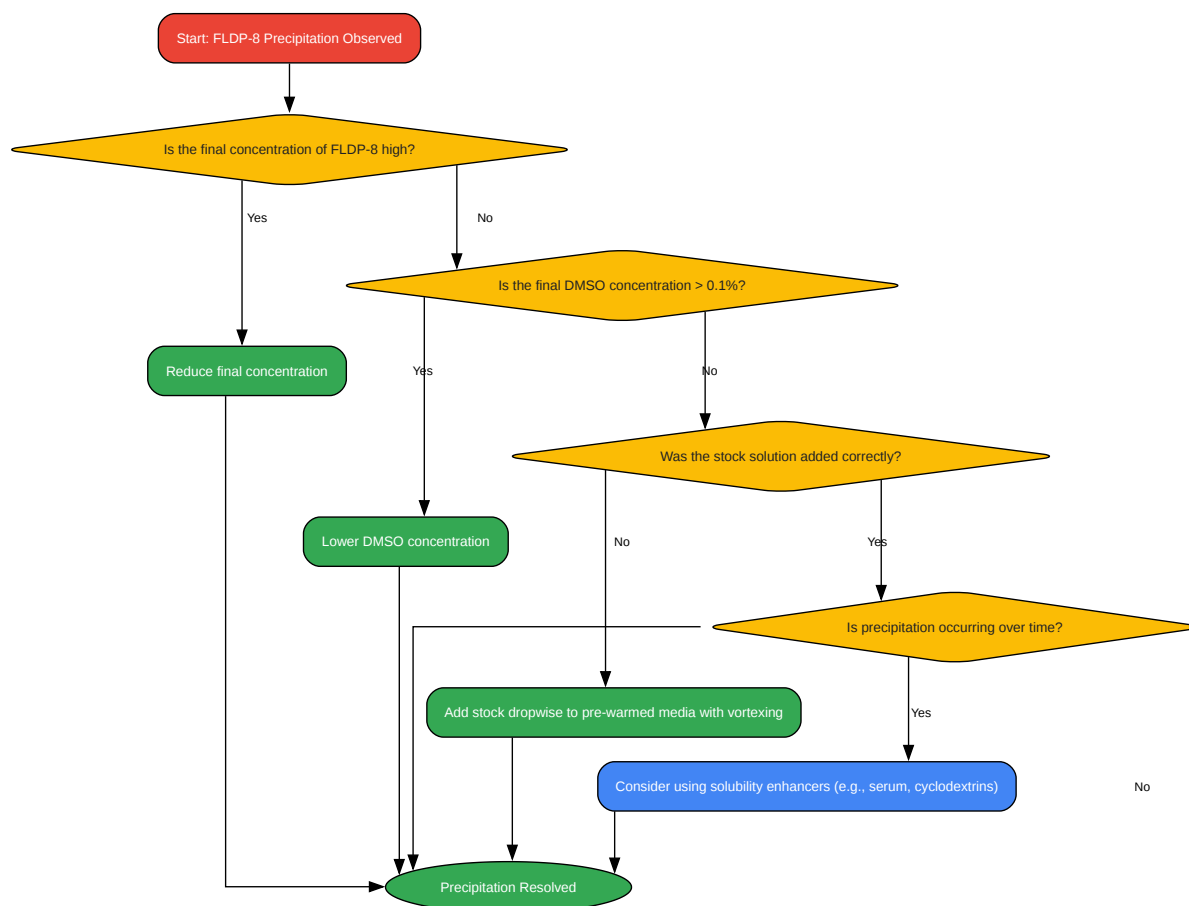 Start: FLDP-8 Precipitation Observed
Is the final concentration of FLDP-8 high?
Yes
No
Is the final DMSO concentration > 0.1%?
Reduce final concentration
Yes
No
Was the stock solution added correctly?
Lower DMSO concentration
No
Yes
Is precipitation occurring over time?
Add stock dropwise to pre-warmed media with vortexing
Yes
Consider using solubility enhancers (e.g., serum, cyclodextrins)
No
Precipitation Resolved